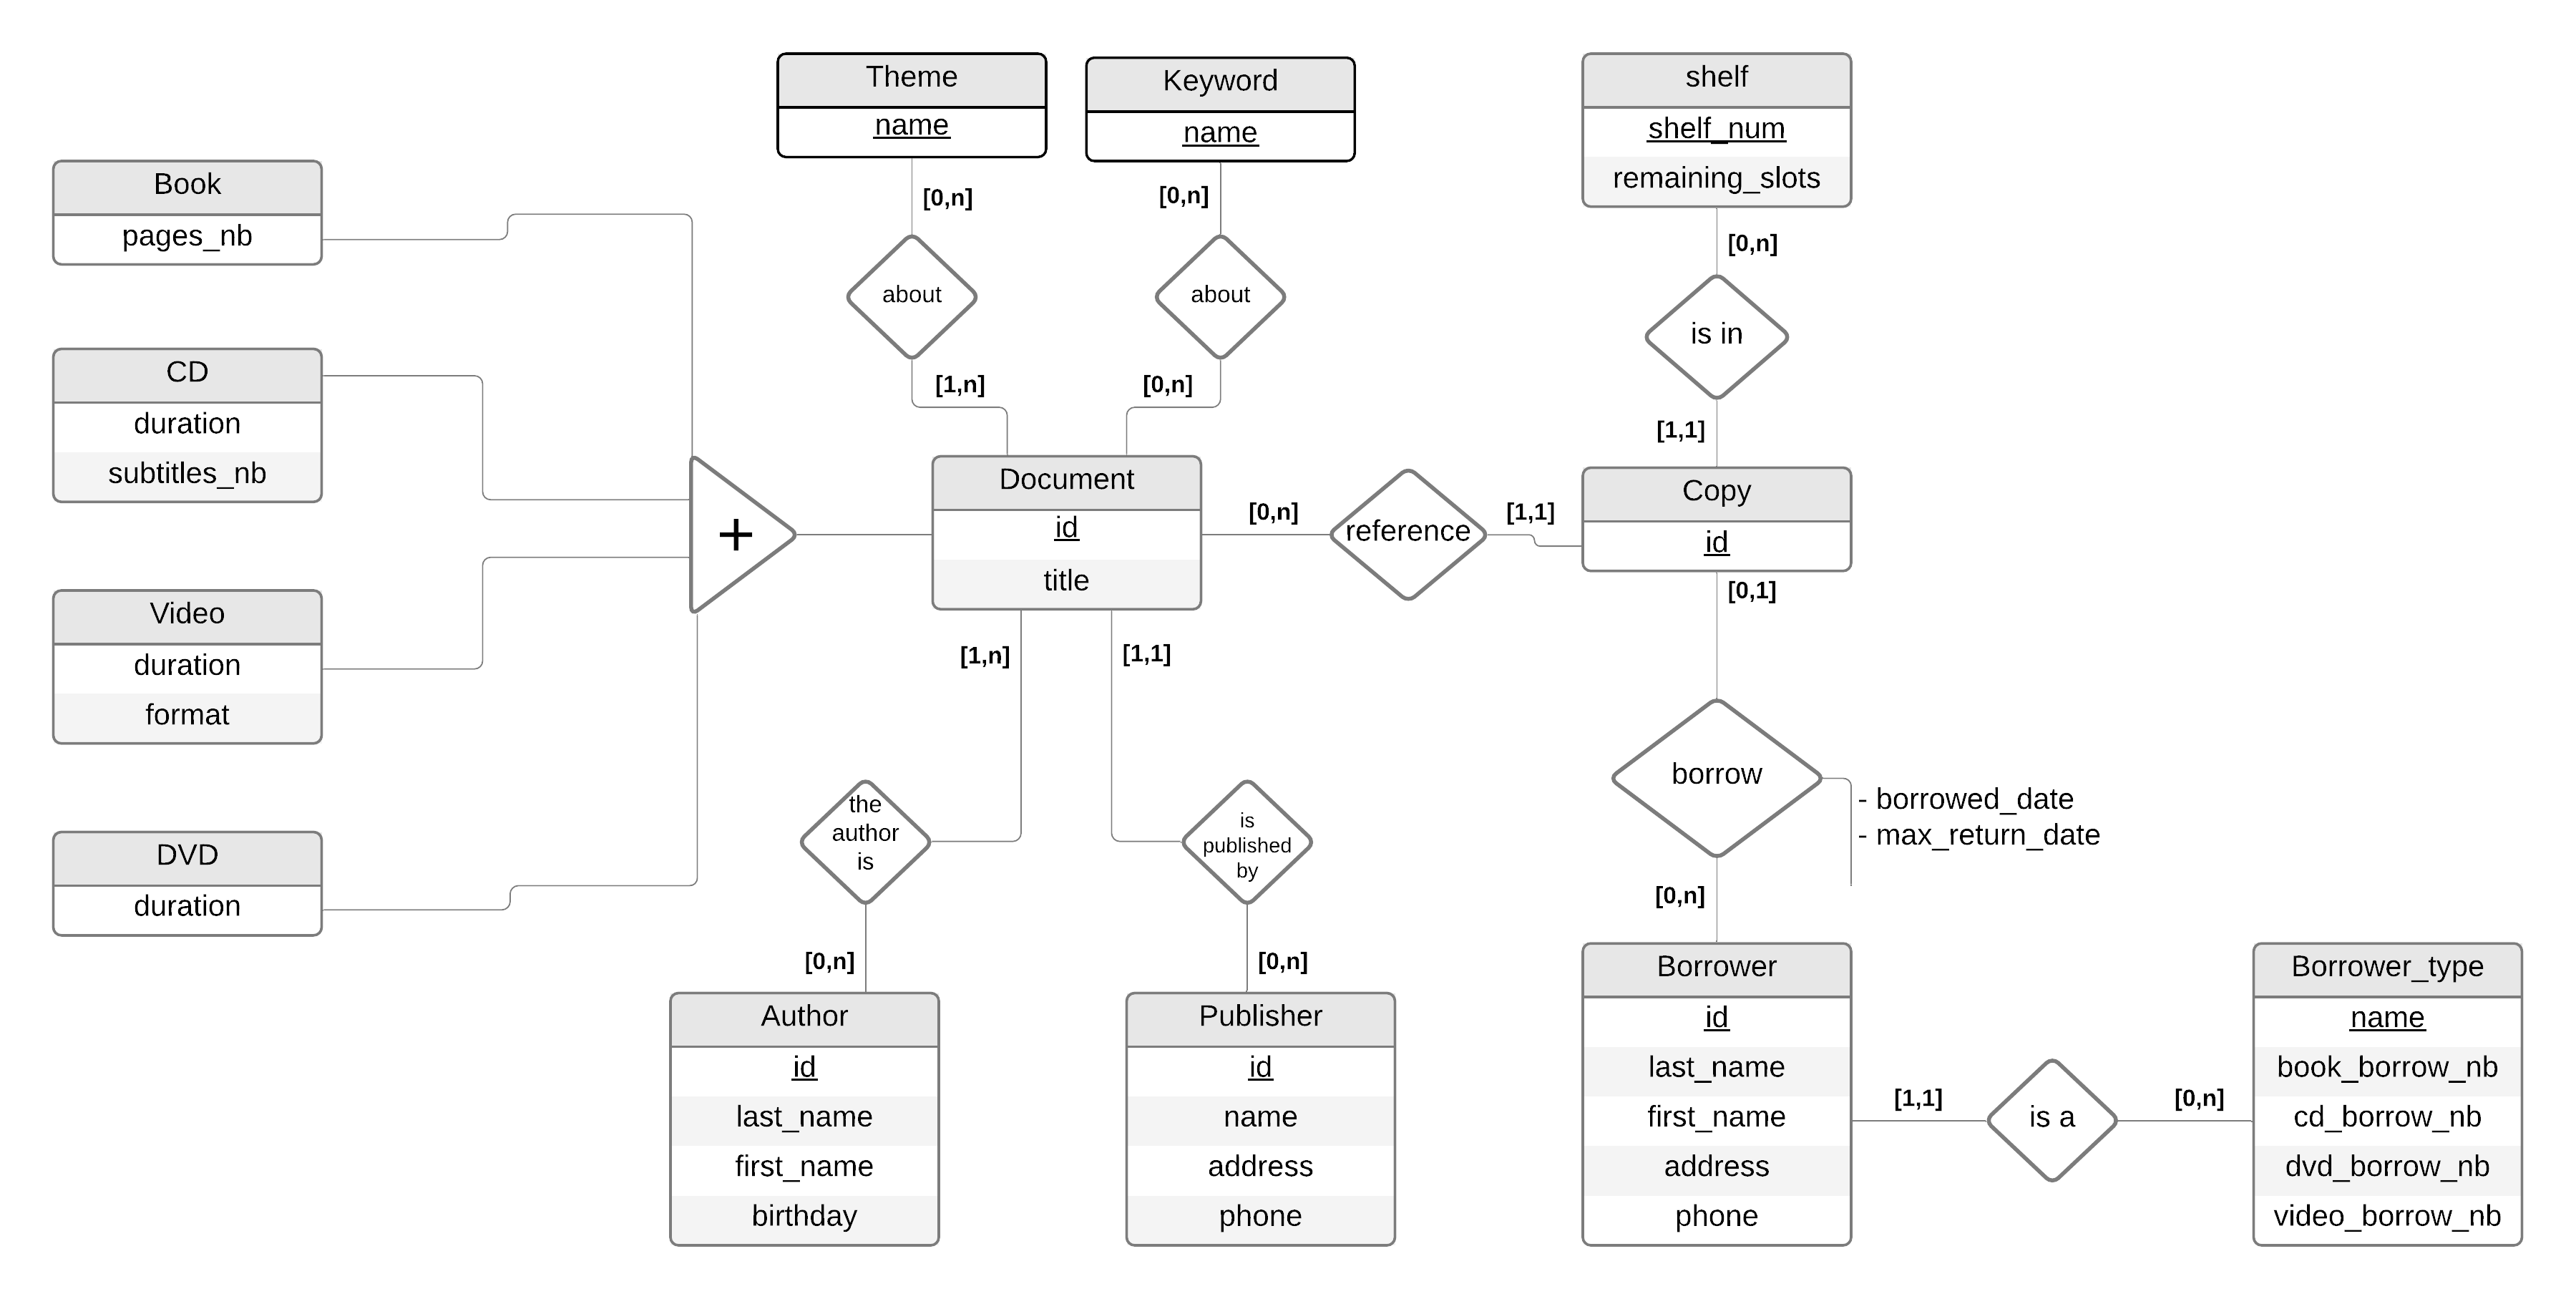 Theme
name
[0,n]
about
[1,n]
Keyword
name
[0,n]
about
[0,n]
shelf
shelf_num
remaining_slots
[0,n]
is in
[1,1]
Book
pages_nb
CD
duration
subtitles_nb
Video
duration
format
DVD
duration
+
Document
id
title
[0,n]
reference
[1,1]
Copy
id
[0,1]
[1,n]
[1,1]
the
author
is
[0,n]
is
published
by
[0,n]
borrow
- borrowed_date
- max_return_date
[0,n]
Author
id
last_name
first_name
birthday
Publisher
id
name
address
phone
Borrower
id
last_name
first_name
address
phone
[1,1]
is a
[0,n]
Borrower_type
name
book_borrow_nb
cd_borrow_nb
dvd_borrow_nb
video_borrow_nb